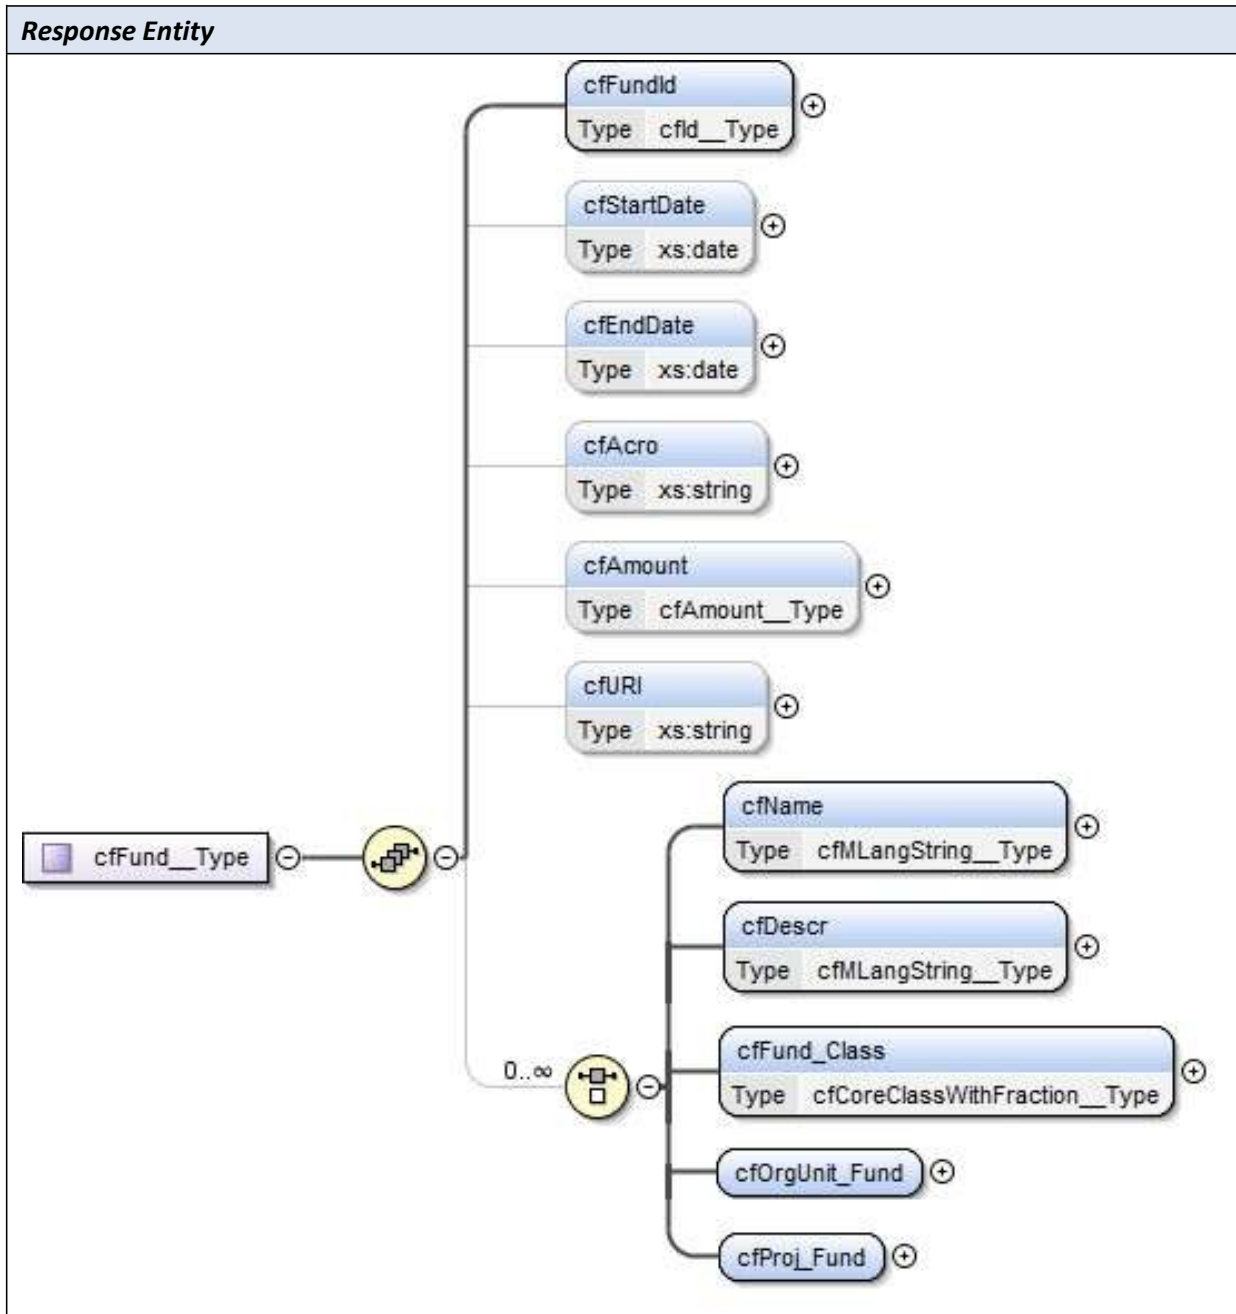 Response Entity
cfFundId
Type cfId__Type
cfStartDate
Type xs:date
cfEndDate
Type xs:date
cfAcro
Type xs:string
cfAmount
Type cfAmount__Type
cfURI
Type xs:string
cfName
Type cfMLangString__Type
cfFund__Type
cfDescr
Type cfMLangString__Type
cfFund_Class
0..∞
Type cfCoreClassWithFraction__Type
cfOrgUnit_Fund
cfProj_Fund